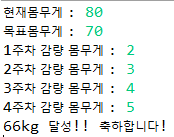 현재몸무게 : 80
목표몸무게 : 70
1주차 감량 몸무게 : 2
2주차 감량 몸무게 : 3
3주차 감량 몸무게 : 4
4주차 감량 몸무게 : 5
66kg 달성!! 축하합니다!